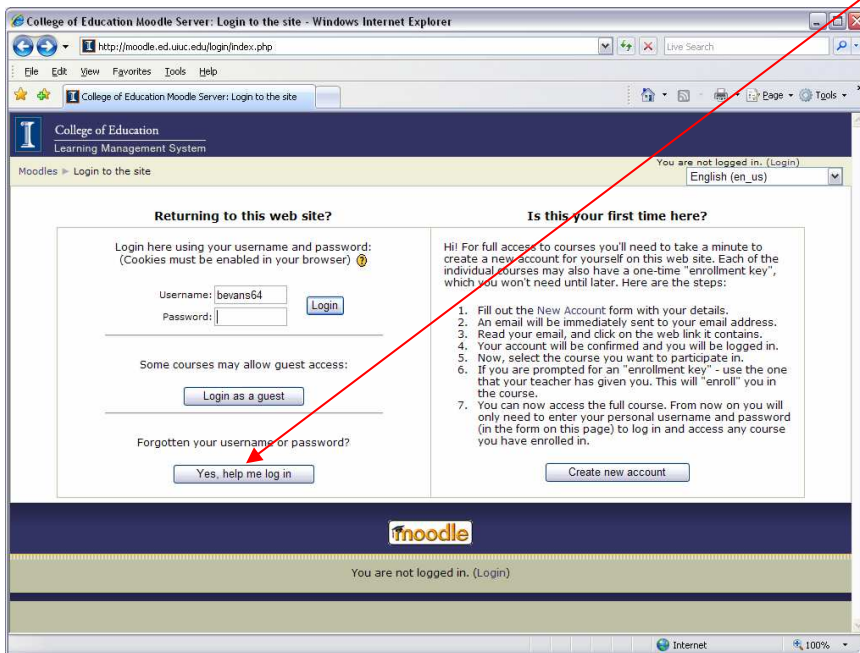 College of Education Moodle Server: Login to the site - Windows Internet Explorer
http://moodle.ed.uiuc.edu/login/index.php
Live Search
File Edit View Favorites Tools Help
College of Education Moodle Server: Login to the site
Page Tools
College of Education
Learning Management System
You are not logged in. (Login)
Moodles ► Login to the site
English (en_us)
Returning to this web site?
Login here using your username and password:
(Cookies must be enabled in your browser) ?
Username: bevans64
Login
Password:
Some courses may allow guest access:
Login as a guest
Forgotten your username or password?
Yes, help me log in
Is this your first time here?
Hi! For full access to courses you'll need to take a minute to
create a new account for yourself on this web site. Each of the
individual courses may also have a one-time "enrollment key",
which you won't need until later. Here are the steps:
1. Fill out the New Account form with your details.
2. An email will be immediately sent to your email address.
3. Read your email, and click on the web link it contains.
4. Your account will be confirmed and you will be logged in.
5. Now, select the course you want to participate in.
6. If you are prompted for an "enrollment key" - use the one
that your teacher has given you. This will "enroll" you in
the course.
7. You can now access the full course. From now on you will
only need to enter your personal username and password
(in the form on this page) to log in and access any course
you have enrolled in.
Create new account
moodle
You are not logged in. (Login)
Internet
100%